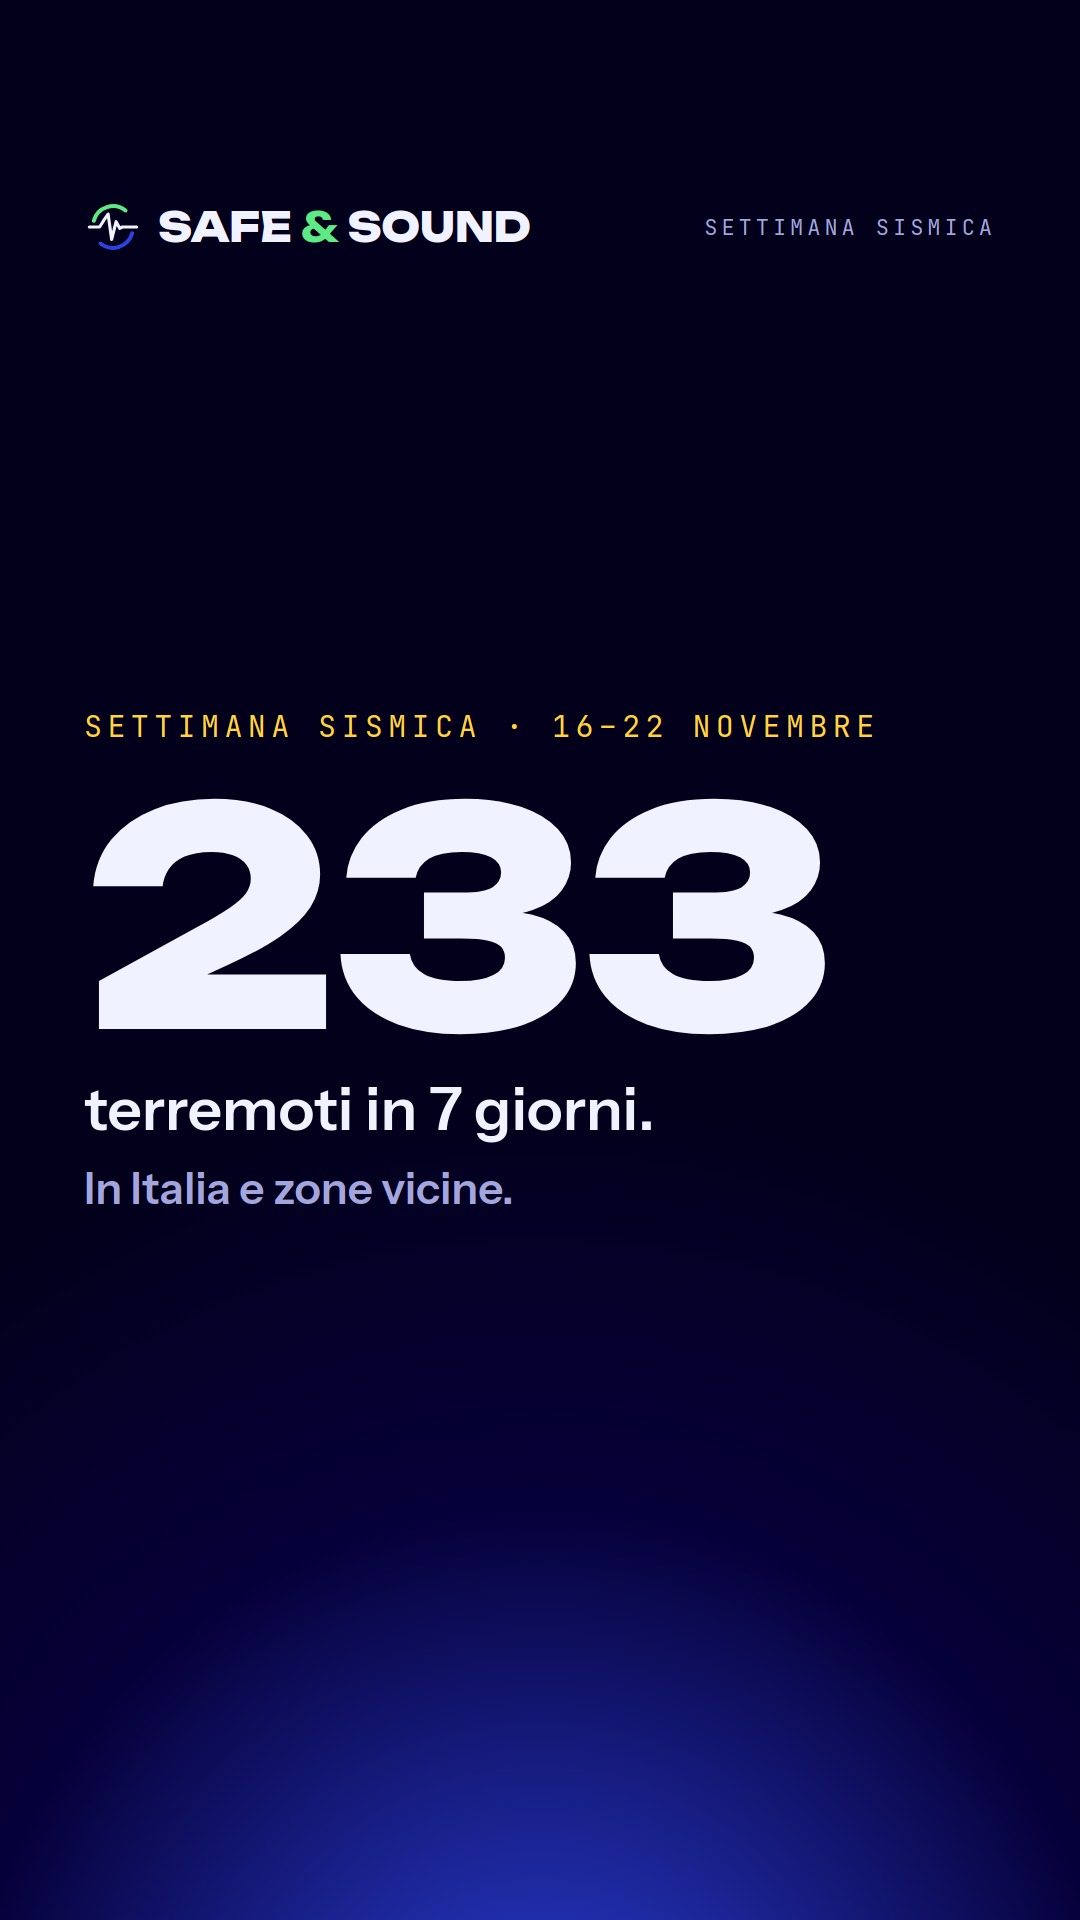 SAFE & SOUND
SETTIMANA SISMICA
SETTIMANA SISMICA · 16–22 NOVEMBRE
233
terremoti in 7 giorni.
In Italia e zone vicine.